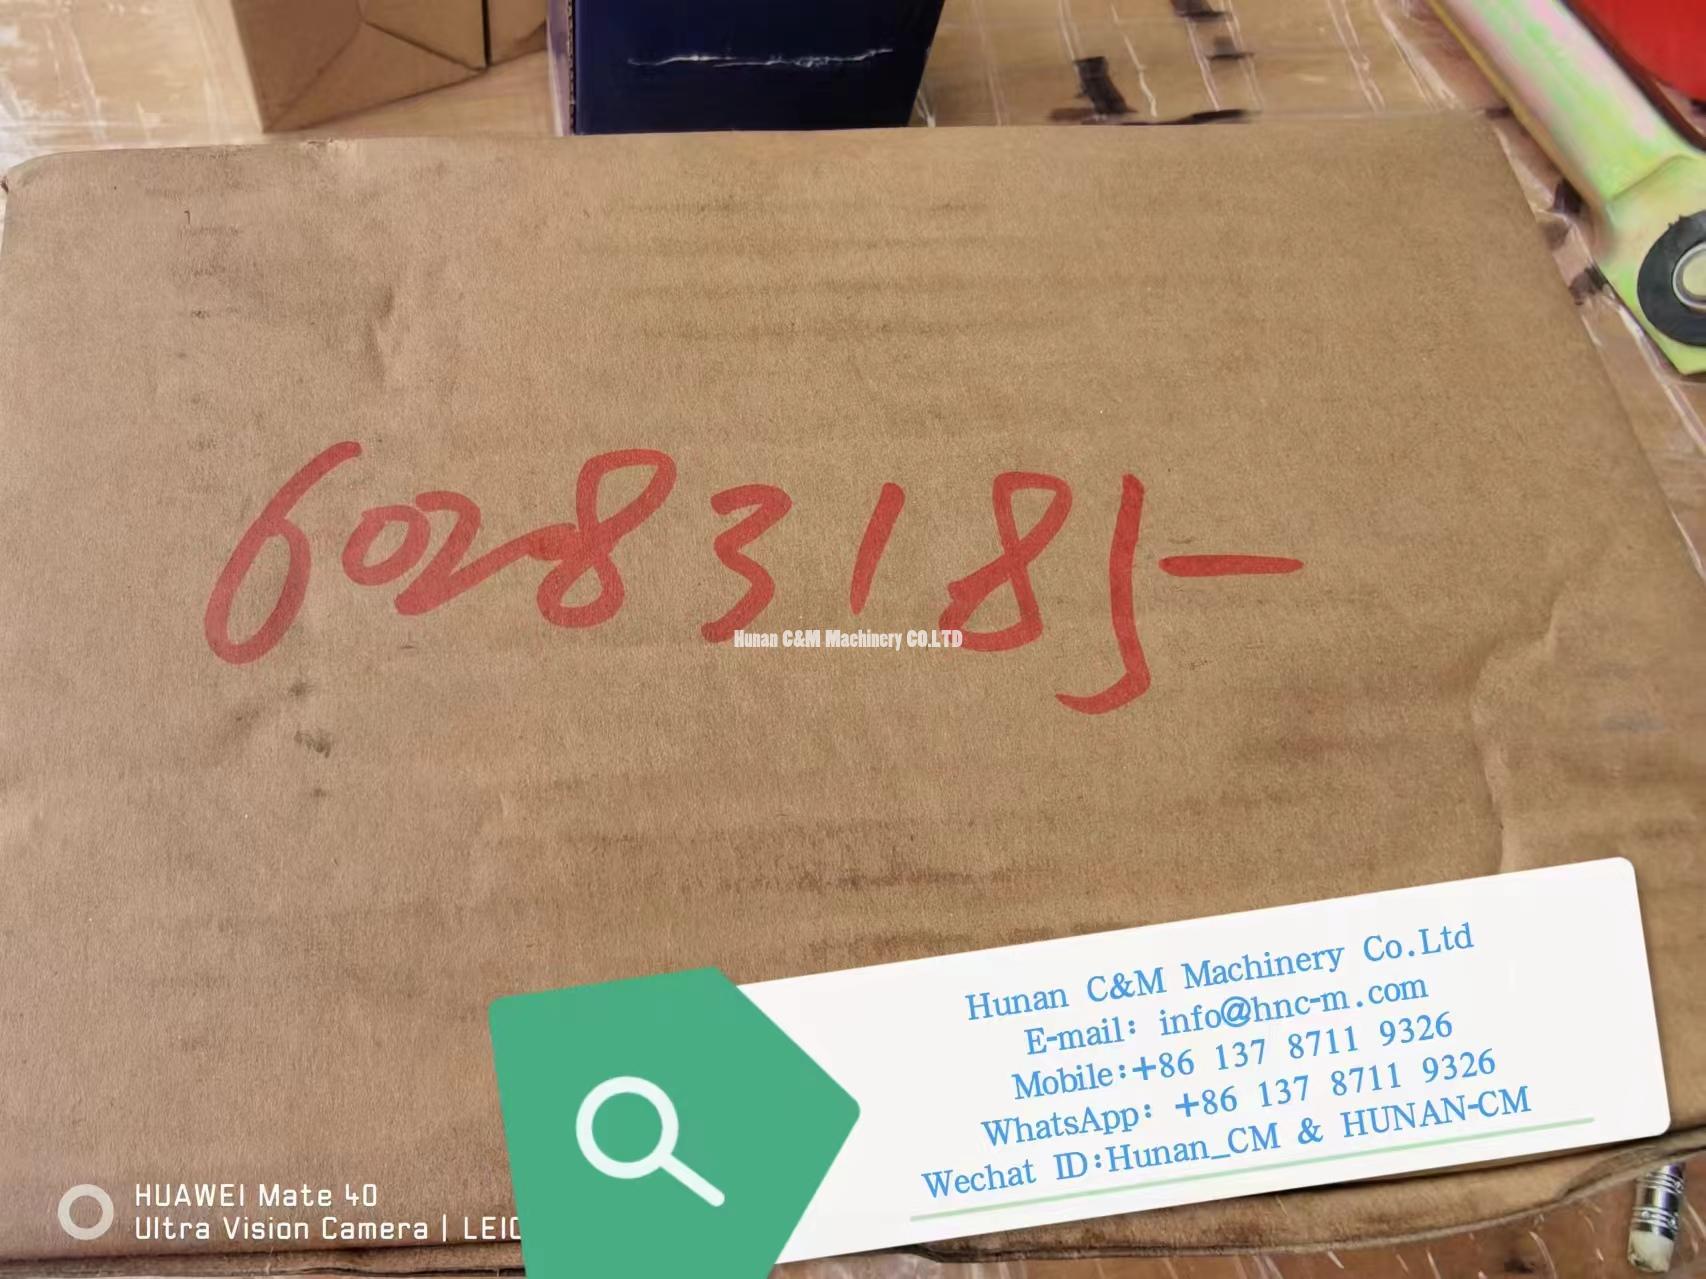 60283185
Hunan C&M Machinery CO.LTD
Hunan C&M Machinery Co.Ltd
E-mail: info@hnc-m.com
Mobile:+86 137 8711 9326
WhatsApp: +86 137 8711 9326
Wechat ID:Hunan_CM & HUNAN-CM
HUAWEI Mate 40
Ultra Vision Camera | LEIC